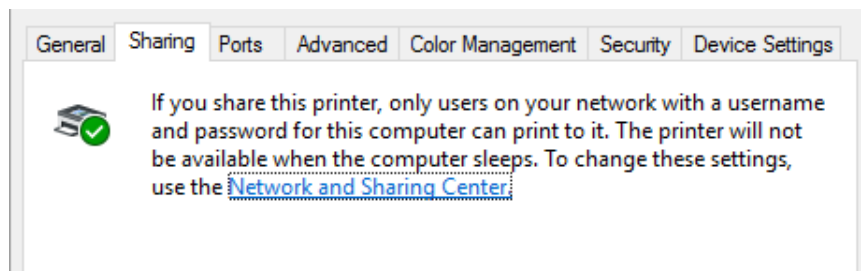 General Sharing Ports Advanced Color Management Security Device Settings
If you share this printer, only users on your network with a username
and password for this computer can print to it. The printer will not
be available when the computer sleeps. To change these settings,
use the Network and Sharing Center.